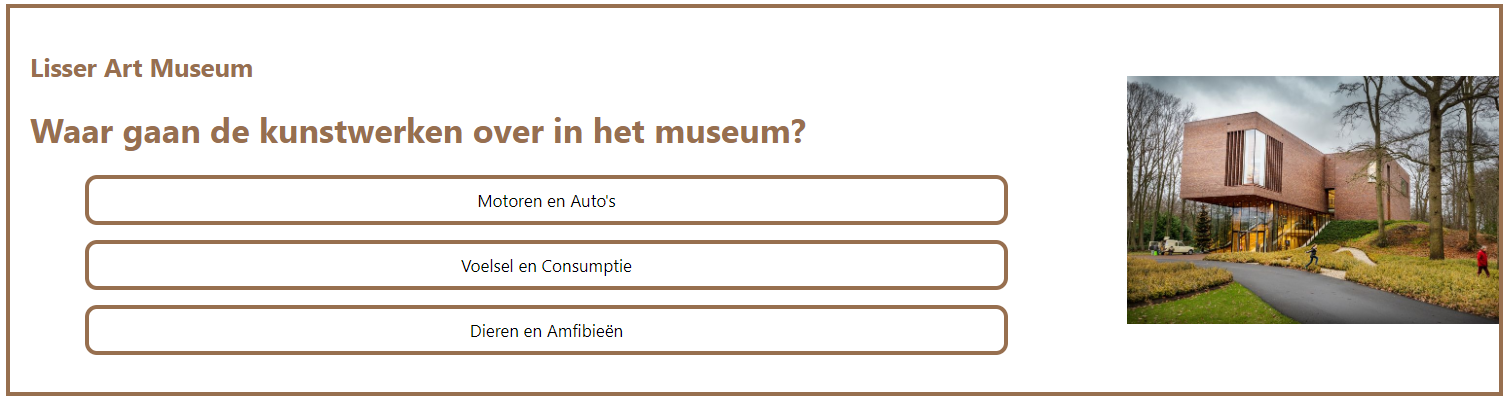 Lisser Art Museum
Waar gaan de kunstwerken over in het museum?
Motoren en Auto's
Voelsel en Consumptie
Dieren en Amfibieën